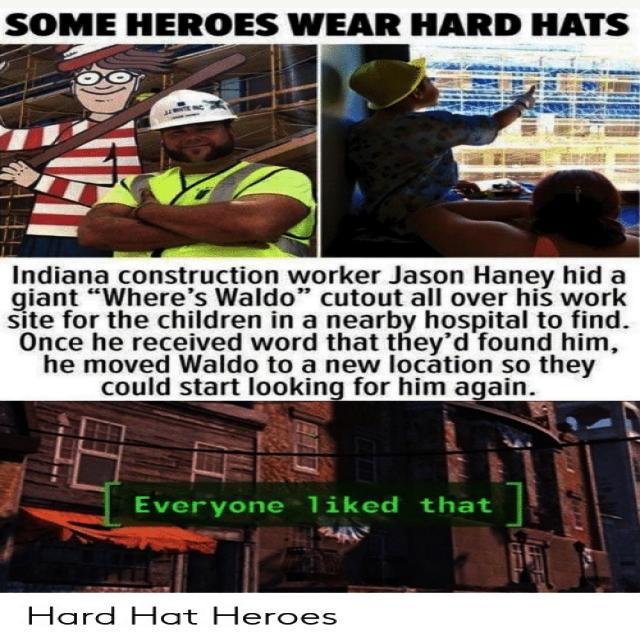 SOME HEROES WEAR HARD HATS
Indiana construction worker Jason Haney hid a
giant “Where’s Waldo” cutout all over his work
site for the children in a nearby hospital to find.
Once he received word that they’d found him,
he moved Waldo to a new location so they
could start looking for him again.
[ Everyone liked that ]
Hard Hat Heroes